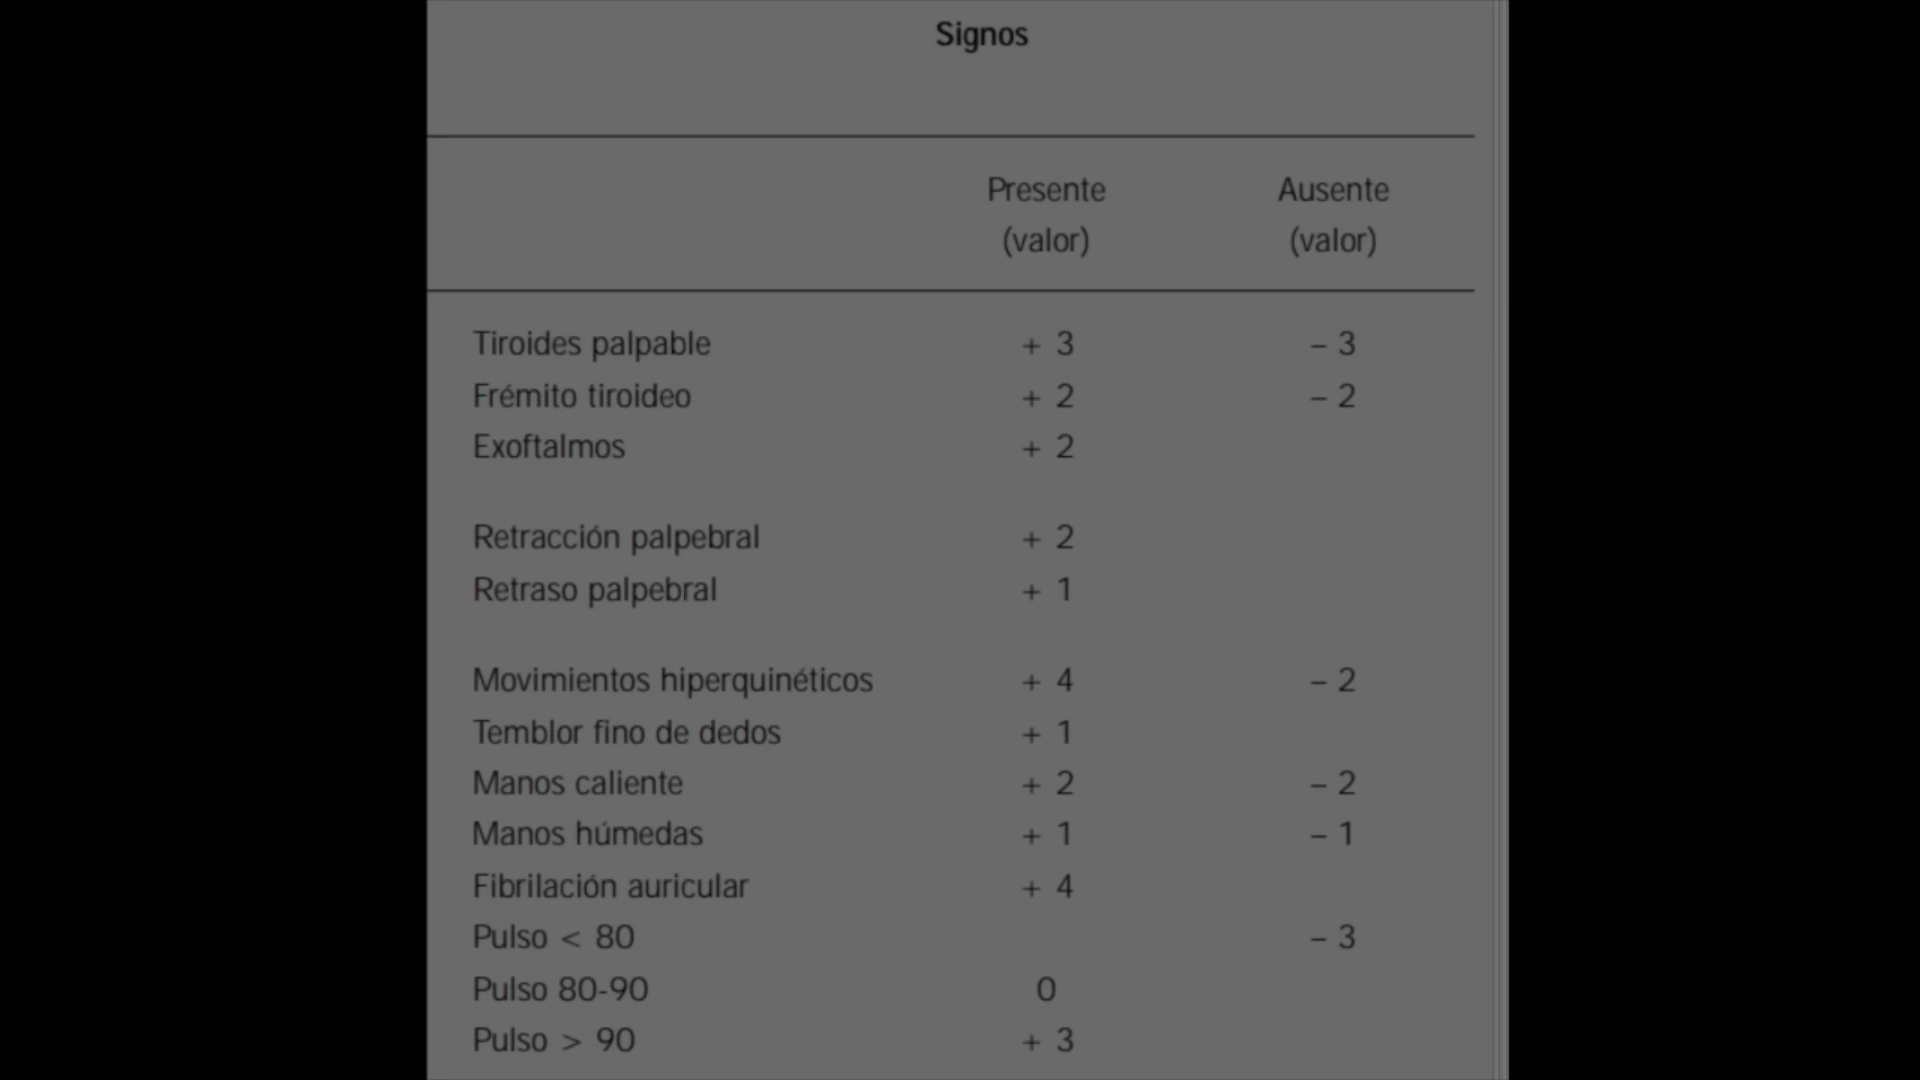 Signos
Presente Ausente
(valor) (valor)
Tiroides palpable + 3 – 3
Frémito tiroideo + 2 – 2
Exoftalmos + 2
Retracción palpebral + 2
Retraso palpebral + 1
Movimientos hiperquinéticos + 4 – 2
Temblor fino de dedos + 1
Manos caliente + 2 – 2
Manos húmedas + 1 – 1
Fibrilación auricular + 4
Pulso < 80 – 3
Pulso 80-90 0
Pulso > 90 + 3